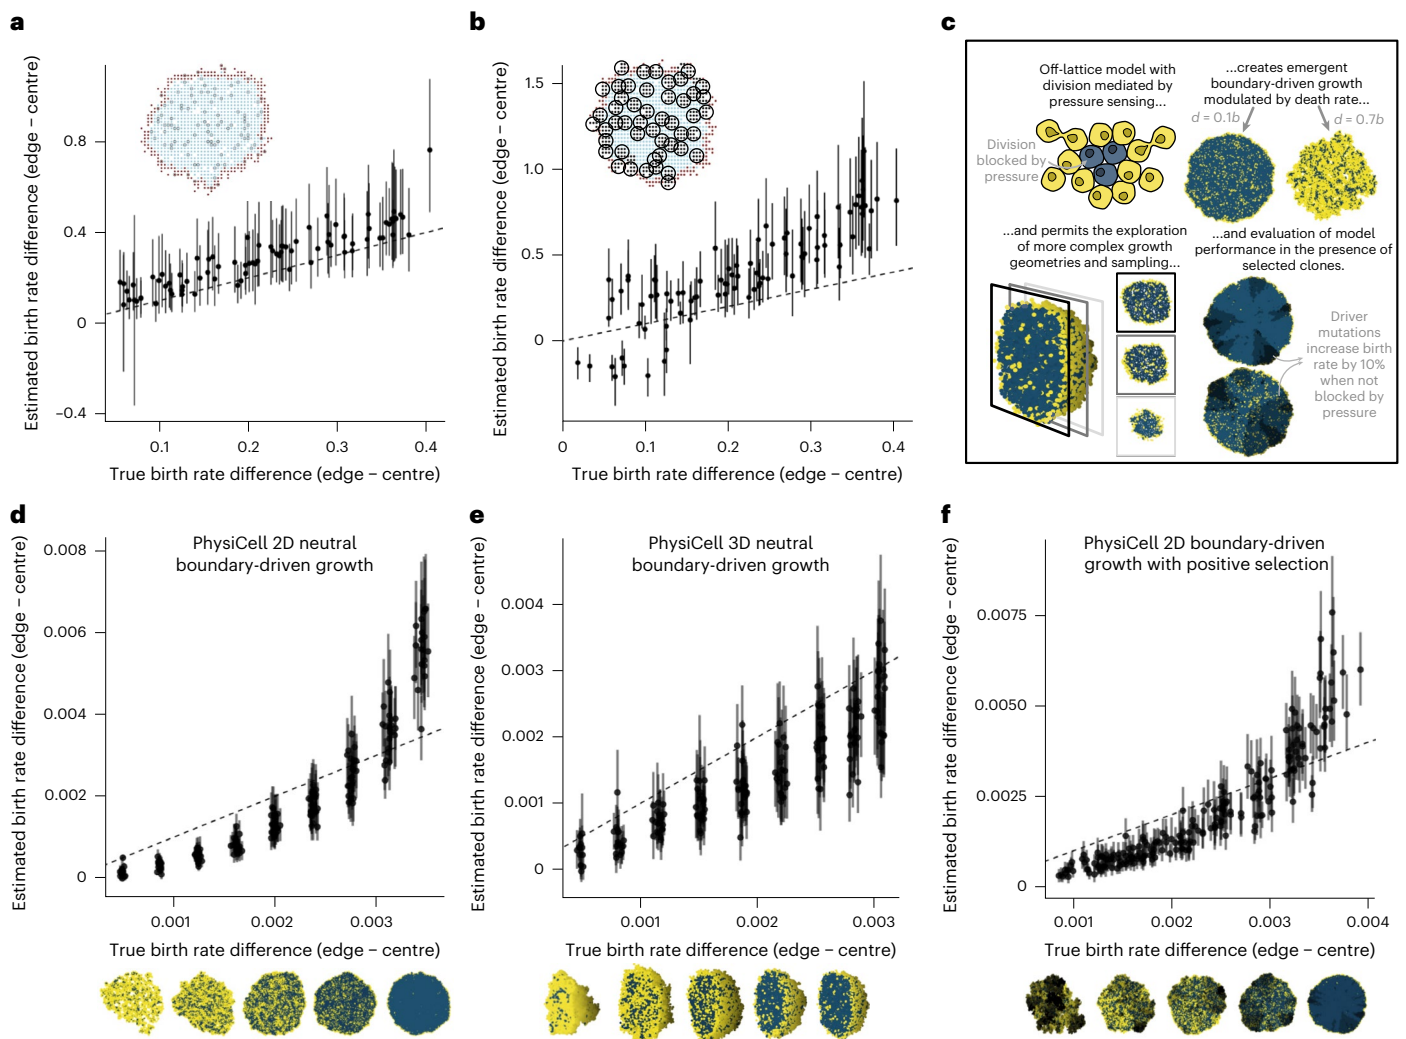 a
Estimated birth rate difference (edge – centre)
0.8
0.4
0
–0.4
0.1
0.2
0.3
0.4
True birth rate difference (edge – centre)
b
Estimated birth rate difference (edge – centre)
1.5
1.0
0.5
0
0
0.1
0.2
0.3
0.4
True birth rate difference (edge – centre)
c
Off-lattice model with
division mediated by
pressure sensing...
Division
blocked by
pressure
...creates emergent
boundary-driven growth
modulated by death rate...
d = 0.1b
d = 0.7b
...and permits the exploration
of more complex growth
geometries and sampling...
...and evaluation of model
performance in the presence of
selected clones.
Driver
mutations
increase birth
rate by 10%
when not
blocked by
pressure
d
PhysiCell 2D neutral
boundary-driven growth
Estimated birth rate difference (edge – centre)
0.008
0.006
0.004
0.002
0
0.001
0.002
0.003
True birth rate difference (edge – centre)
e
PhysiCell 3D neutral
boundary-driven growth
Estimated birth rate difference (edge – centre)
0.004
0.003
0.002
0.001
0
0.001
0.002
0.003
True birth rate difference (edge – centre)
f
PhysiCell 2D boundary-driven
growth with positive selection
Estimated birth rate difference (edge – centre)
0.0075
0.0050
0.0025
0
0.001
0.002
0.003
0.004
True birth rate difference (edge – centre)